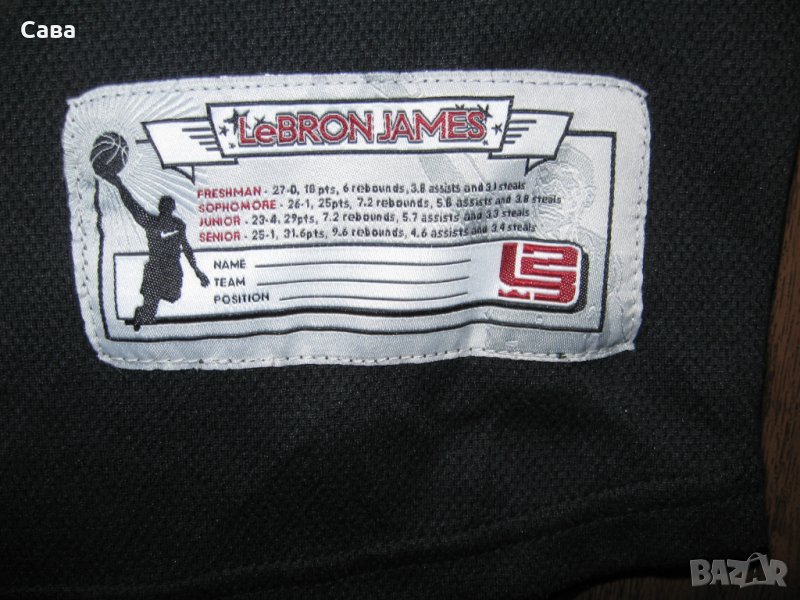 Сава
LeBRON JAMES
FRESHMAN - 27-0, 18 pts, 6 rebounds, 3.8 assists and 3.1 steals
SOPHOMORE - 26-1, 25pts, 7.2 rebounds, 5.8 assists and 3.8 steals
JUNIOR - 23-4, 29pts, 7.2 rebounds, 5.7 assists and 3.3 steals
SENIOR - 25-1, 31.6pts, 9.6 rebounds, 4.6 assists and 3.4 steals
NAME
TEAM
POSITION
BAZAR